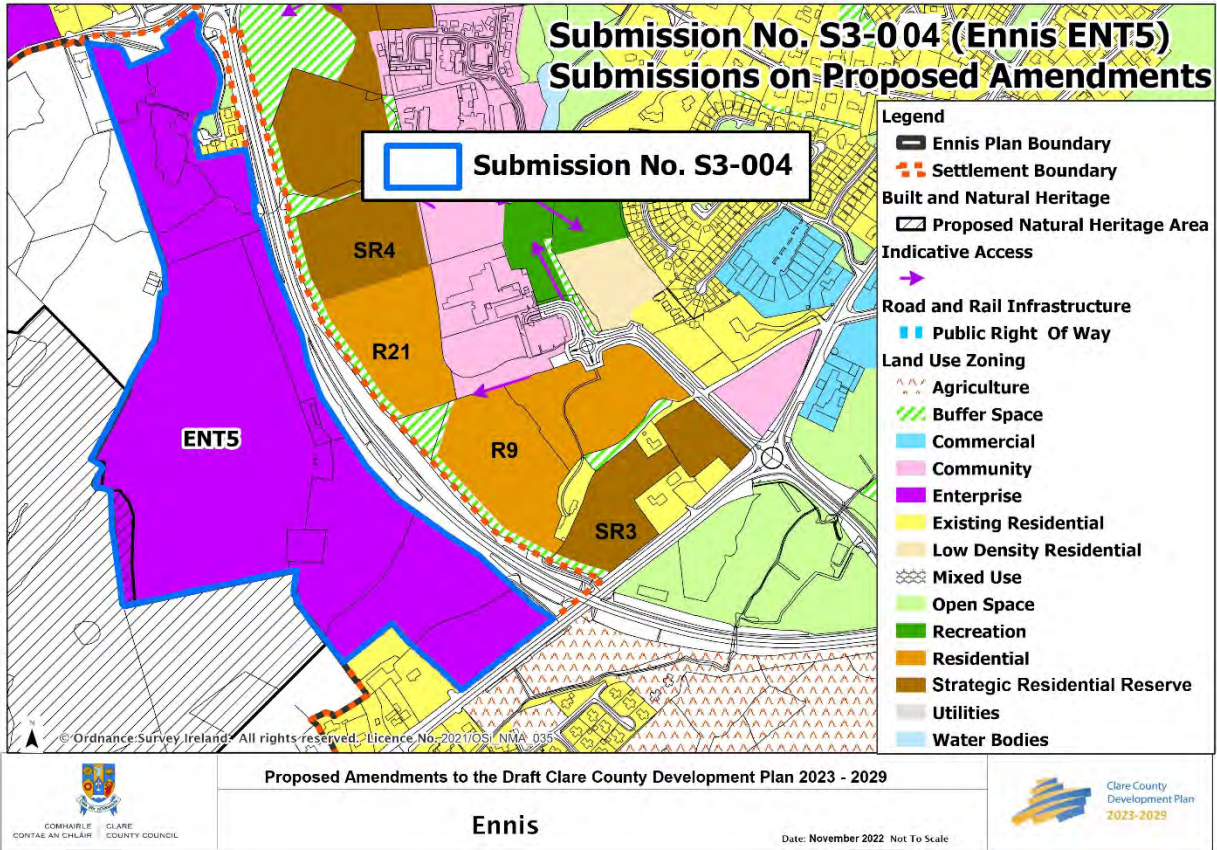 Submission No. S3-004 (Ennis ENT5)
Submissions on Proposed Amendments
Submission No. S3-004
Legend
Ennis Plan Boundary
Settlement Boundary
Built and Natural Heritage
Proposed Natural Heritage Area
Indicative Access
Road and Rail Infrastructure
Public Right Of Way
Land Use Zoning
Agriculture
Buffer Space
Commercial
Community
Enterprise
Existing Residential
Low Density Residential
Mixed Use
Open Space
Recreation
Residential
Strategic Residential Reserve
Utilities
Water Bodies
SR4
R21
ENT5
R9
SR3
N
© Ordnance Survey Ireland. All rights reserved. Licence No. 2021/OSi_NMA_035
COMHAIRLE CLARE
CONTAE AN CHLÁIR COUNTY COUNCIL
Proposed Amendments to the Draft Clare County Development Plan 2023 - 2029
Ennis
Date: November 2022 Not To Scale
Clare County
Development Plan
2023-2029